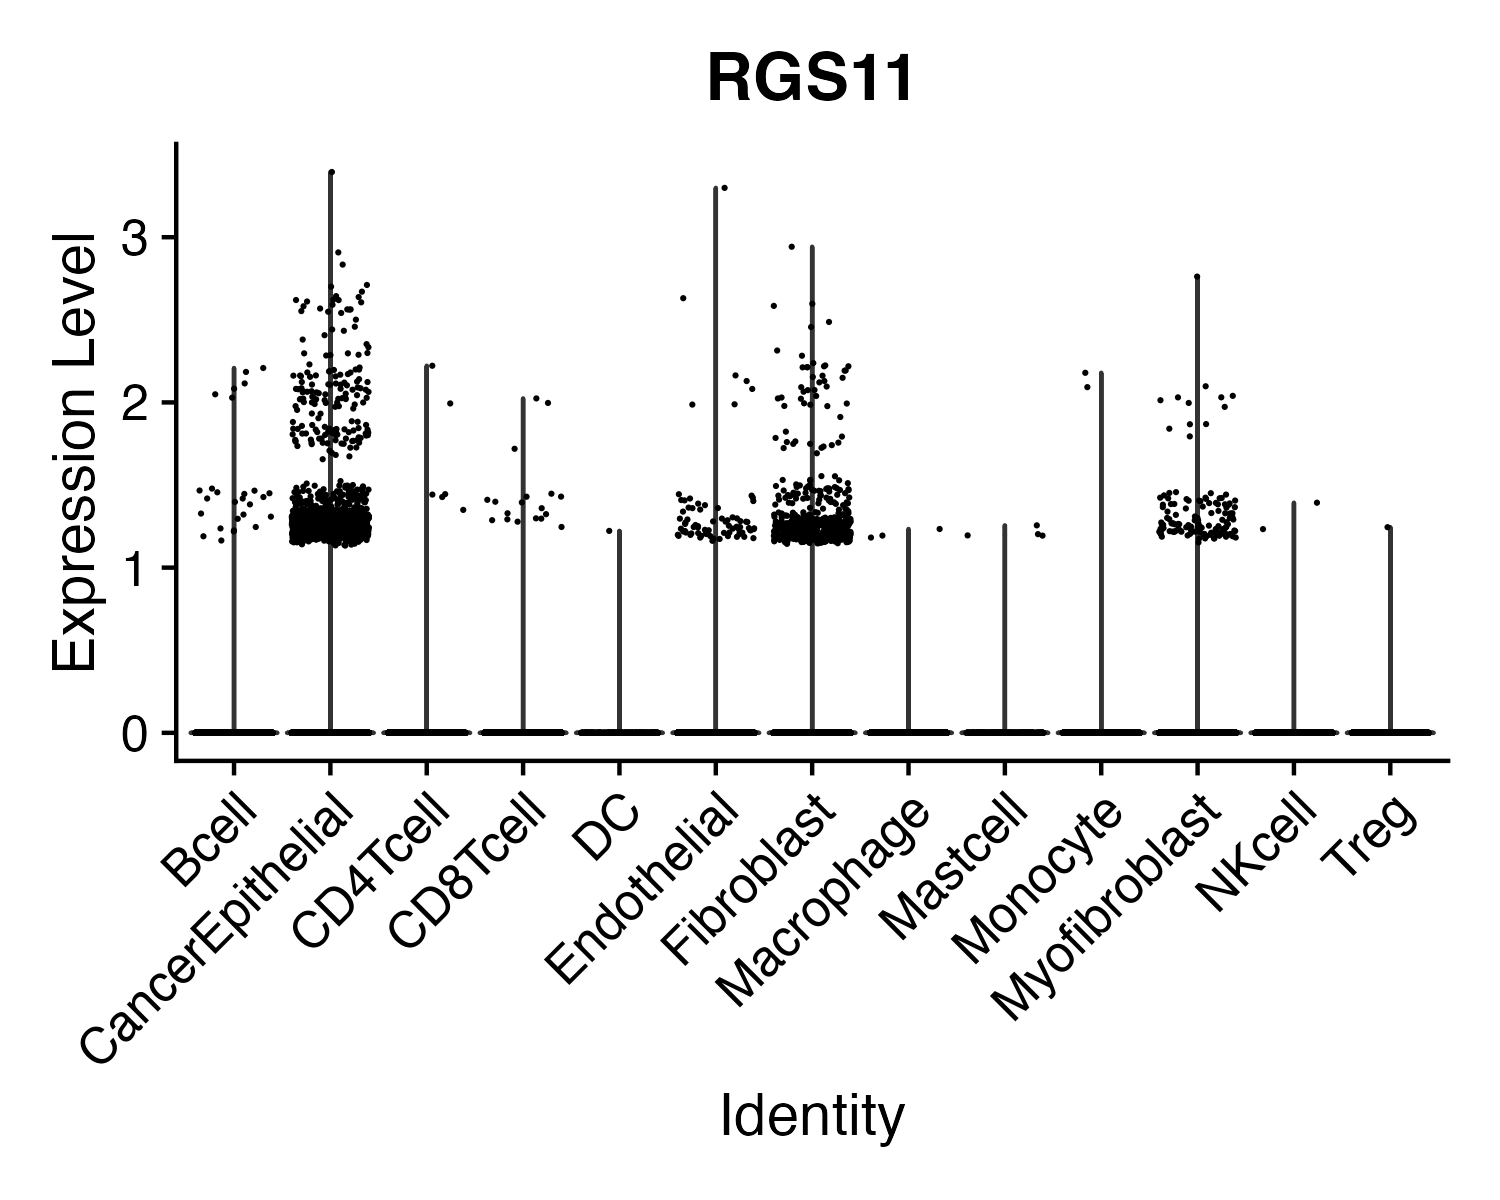 RGS11
Expression Level
3
2
1
0
Bcell
CancerEpithelial
CD4Tcell
CD8Tcell
DC
Endothelial
Fibroblast
Macrophage
Mastcell
Monocyte
Myofibroblast
NKcell
Treg
Identity